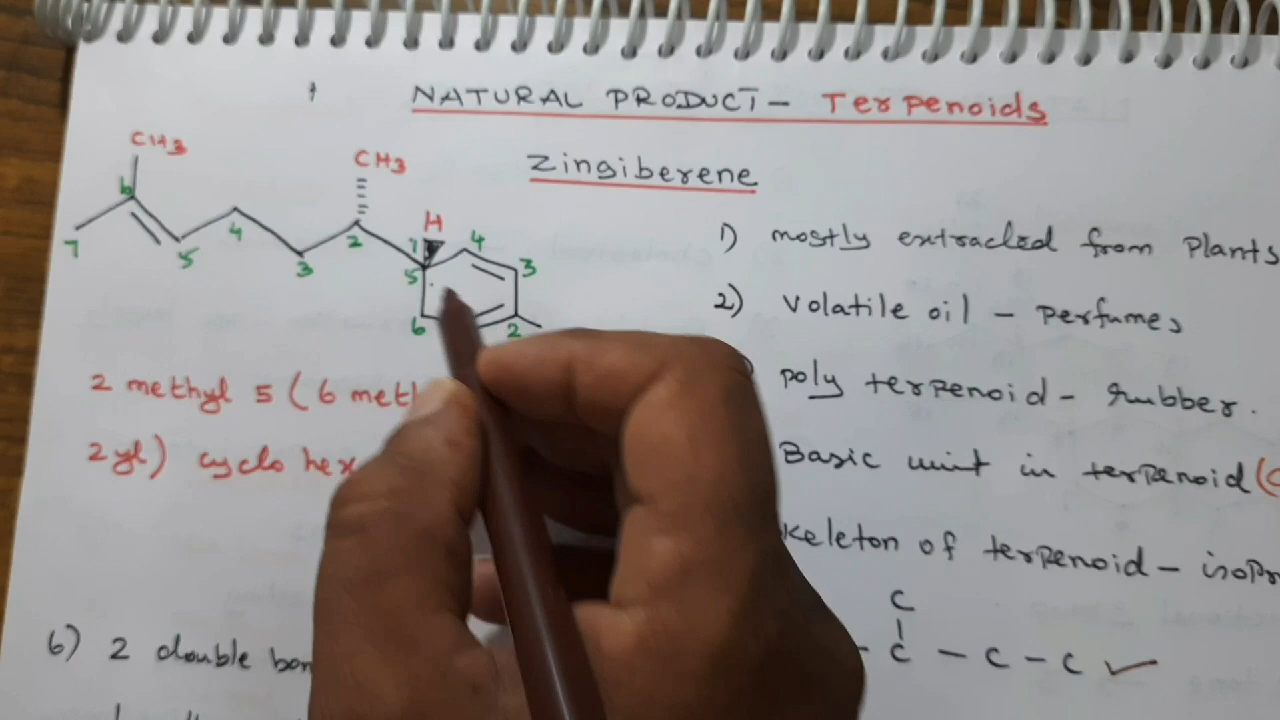 NATURAL PRODUCT- Terpenoids
Zingiberene
CH3
CH3
H
6
7
5
4
3
2
1
5
4
3
2
6
2 methyl 5 (6 meth
2yl) cyclo hex
6) 2 double bon
1) mostly extracted from Plants
2) Volatile oil - perfumes
poly terpenoid - rubber.
Basic unit in terpenoid (
keleton of terpenoid - isopr
C
C - C - C